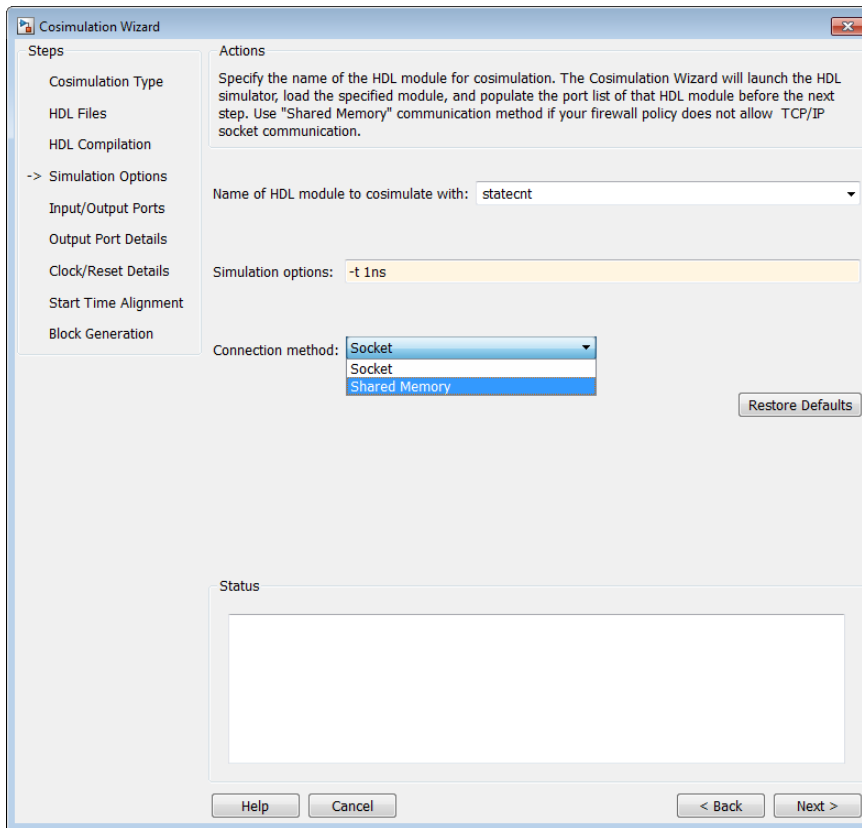 Cosimulation Wizard
Steps
Cosimulation Type
HDL Files
HDL Compilation
-> Simulation Options
Input/Output Ports
Output Port Details
Clock/Reset Details
Start Time Alignment
Block Generation
Actions
Specify the name of the HDL module for cosimulation. The Cosimulation Wizard will launch the HDL
simulator, load the specified module, and populate the port list of that HDL module before the next
step. Use "Shared Memory" communication method if your firewall policy does not allow TCP/IP
socket communication.
Name of HDL module to cosimulate with: statecnt
Simulation options: -t 1ns
Connection method: Socket
Socket
Shared Memory
Restore Defaults
Status
Help Cancel < Back Next >